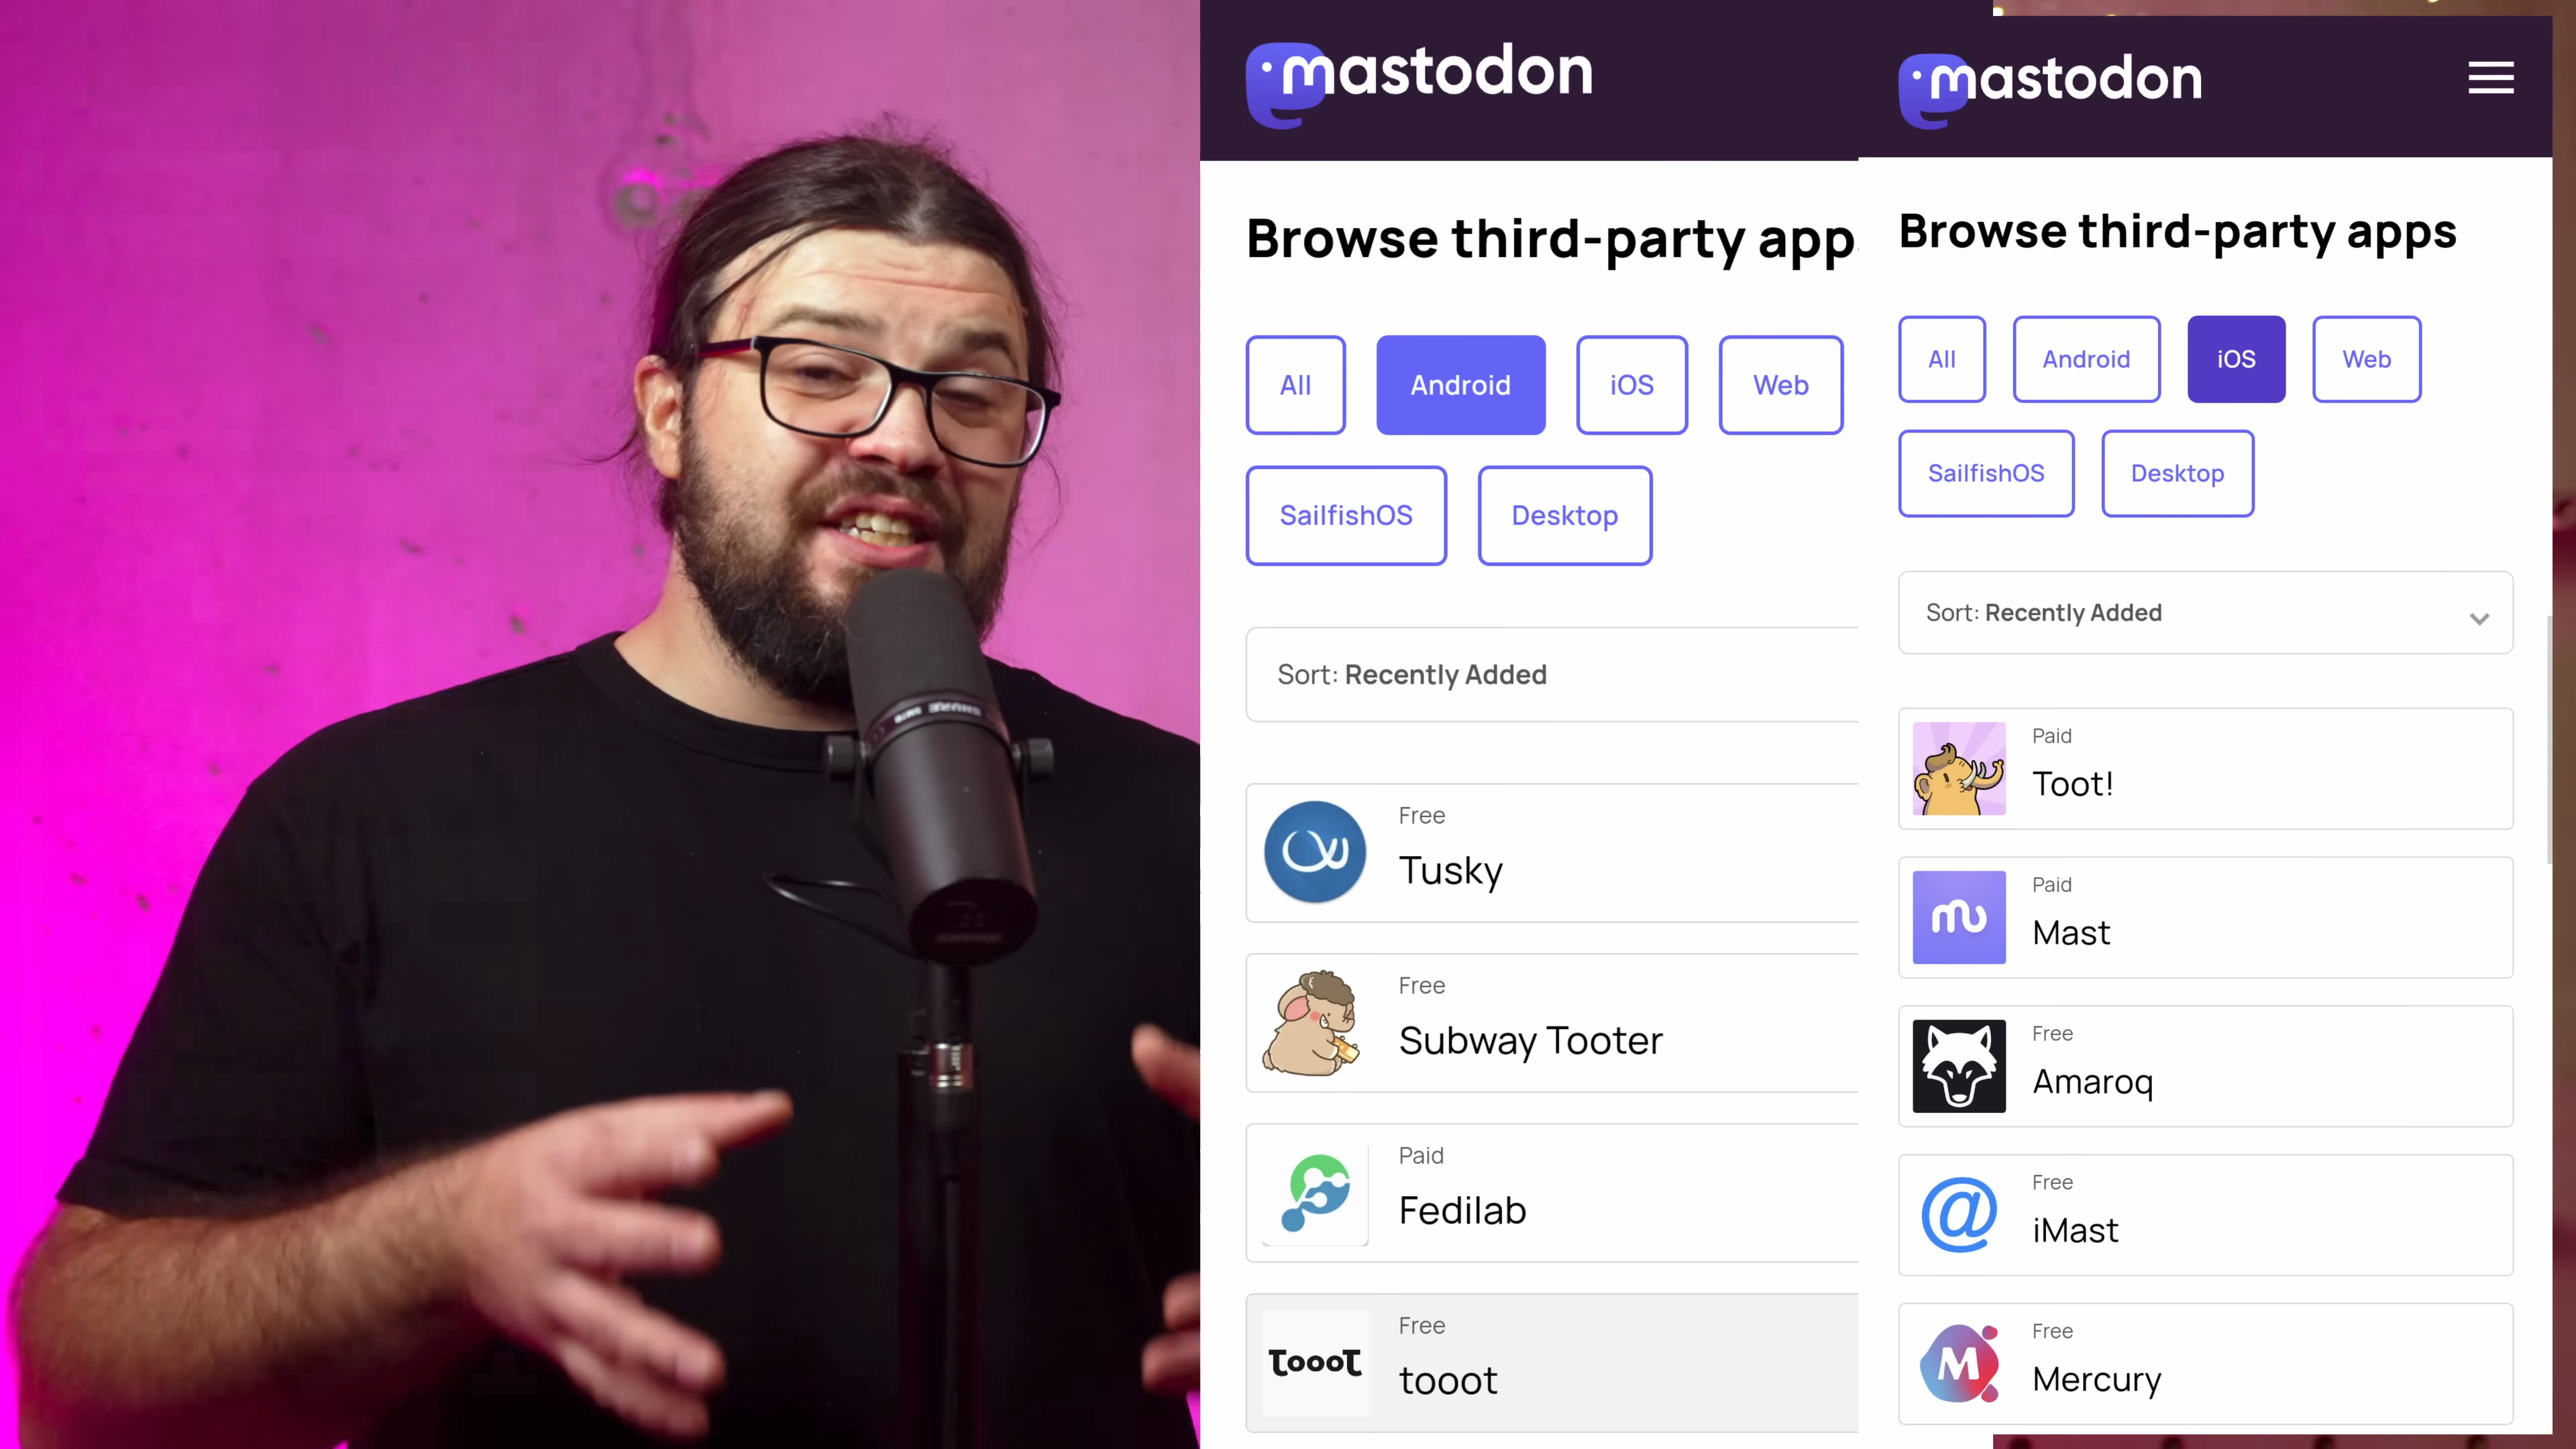 mastodon
Browse third-party app
All
Android
iOS
Web
SailfishOS
Desktop
Sort: Recently Added
Free
Tusky
Free
Subway Tooter
Paid
Fedilab
Free
tooot
tooot
mastodon
Browse third-party apps
All
Android
iOS
Web
SailfishOS
Desktop
Sort: Recently Added
Paid
Toot!
Paid
Mast
Free
Amaroq
Free
@
iMast
Free
M
Mercury
SHURE